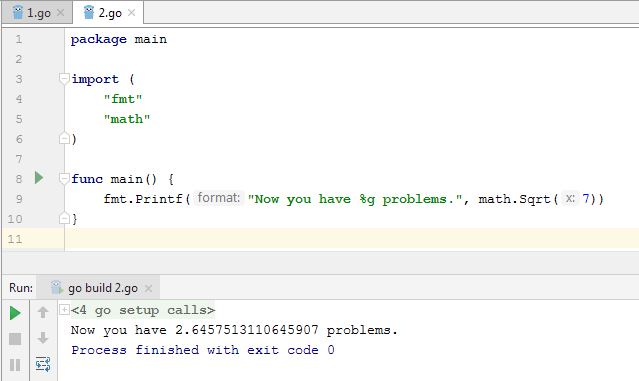 1.go 2.go
1 package main
2
3 import (
4 "fmt"
5 "math"
6 )
7
8 func main() {
9 fmt.Printf( format: "Now you have %g problems.", math.Sqrt( x: 7))
10 }
11
Run: go build 2.go
<4 go setup calls>
Now you have 2.6457513110645907 problems.
Process finished with exit code 0